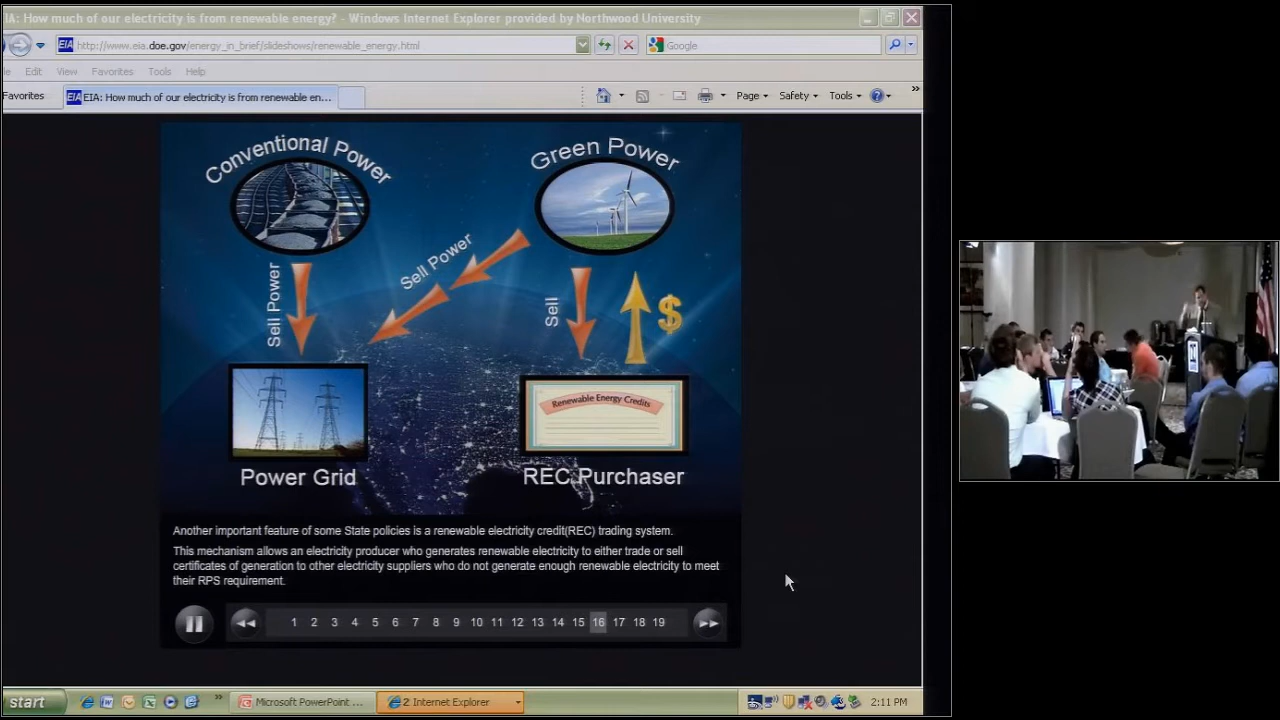 IA: How much of our electricity is from renewable energy? - Windows Internet Explorer provided by Northwood University
EIA http://www.eia.doe.gov/energy_in_brief/slideshows/renewable_energy.html
Google
Edit View Favorites Tools Help
Favorites
EIA EIA: How much of our electricity is from renewable en...
Page Safety Tools
Conventional Power
Green Power
Sell Power
Sell Power
Sell
$
Renewable Energy Credits
Power Grid
REC Purchaser
Another important feature of some State policies is a renewable electricity credit(REC) trading system.
This mechanism allows an electricity producer who generates renewable electricity to either trade or sell
certificates of generation to other electricity suppliers who do not generate enough renewable electricity to meet
their RPS requirement.
1 2 3 4 5 6 7 8 9 10 11 12 13 14 15 16 17 18 19
start
Microsoft PowerPoint ...
2 Internet Explorer
2:11 PM